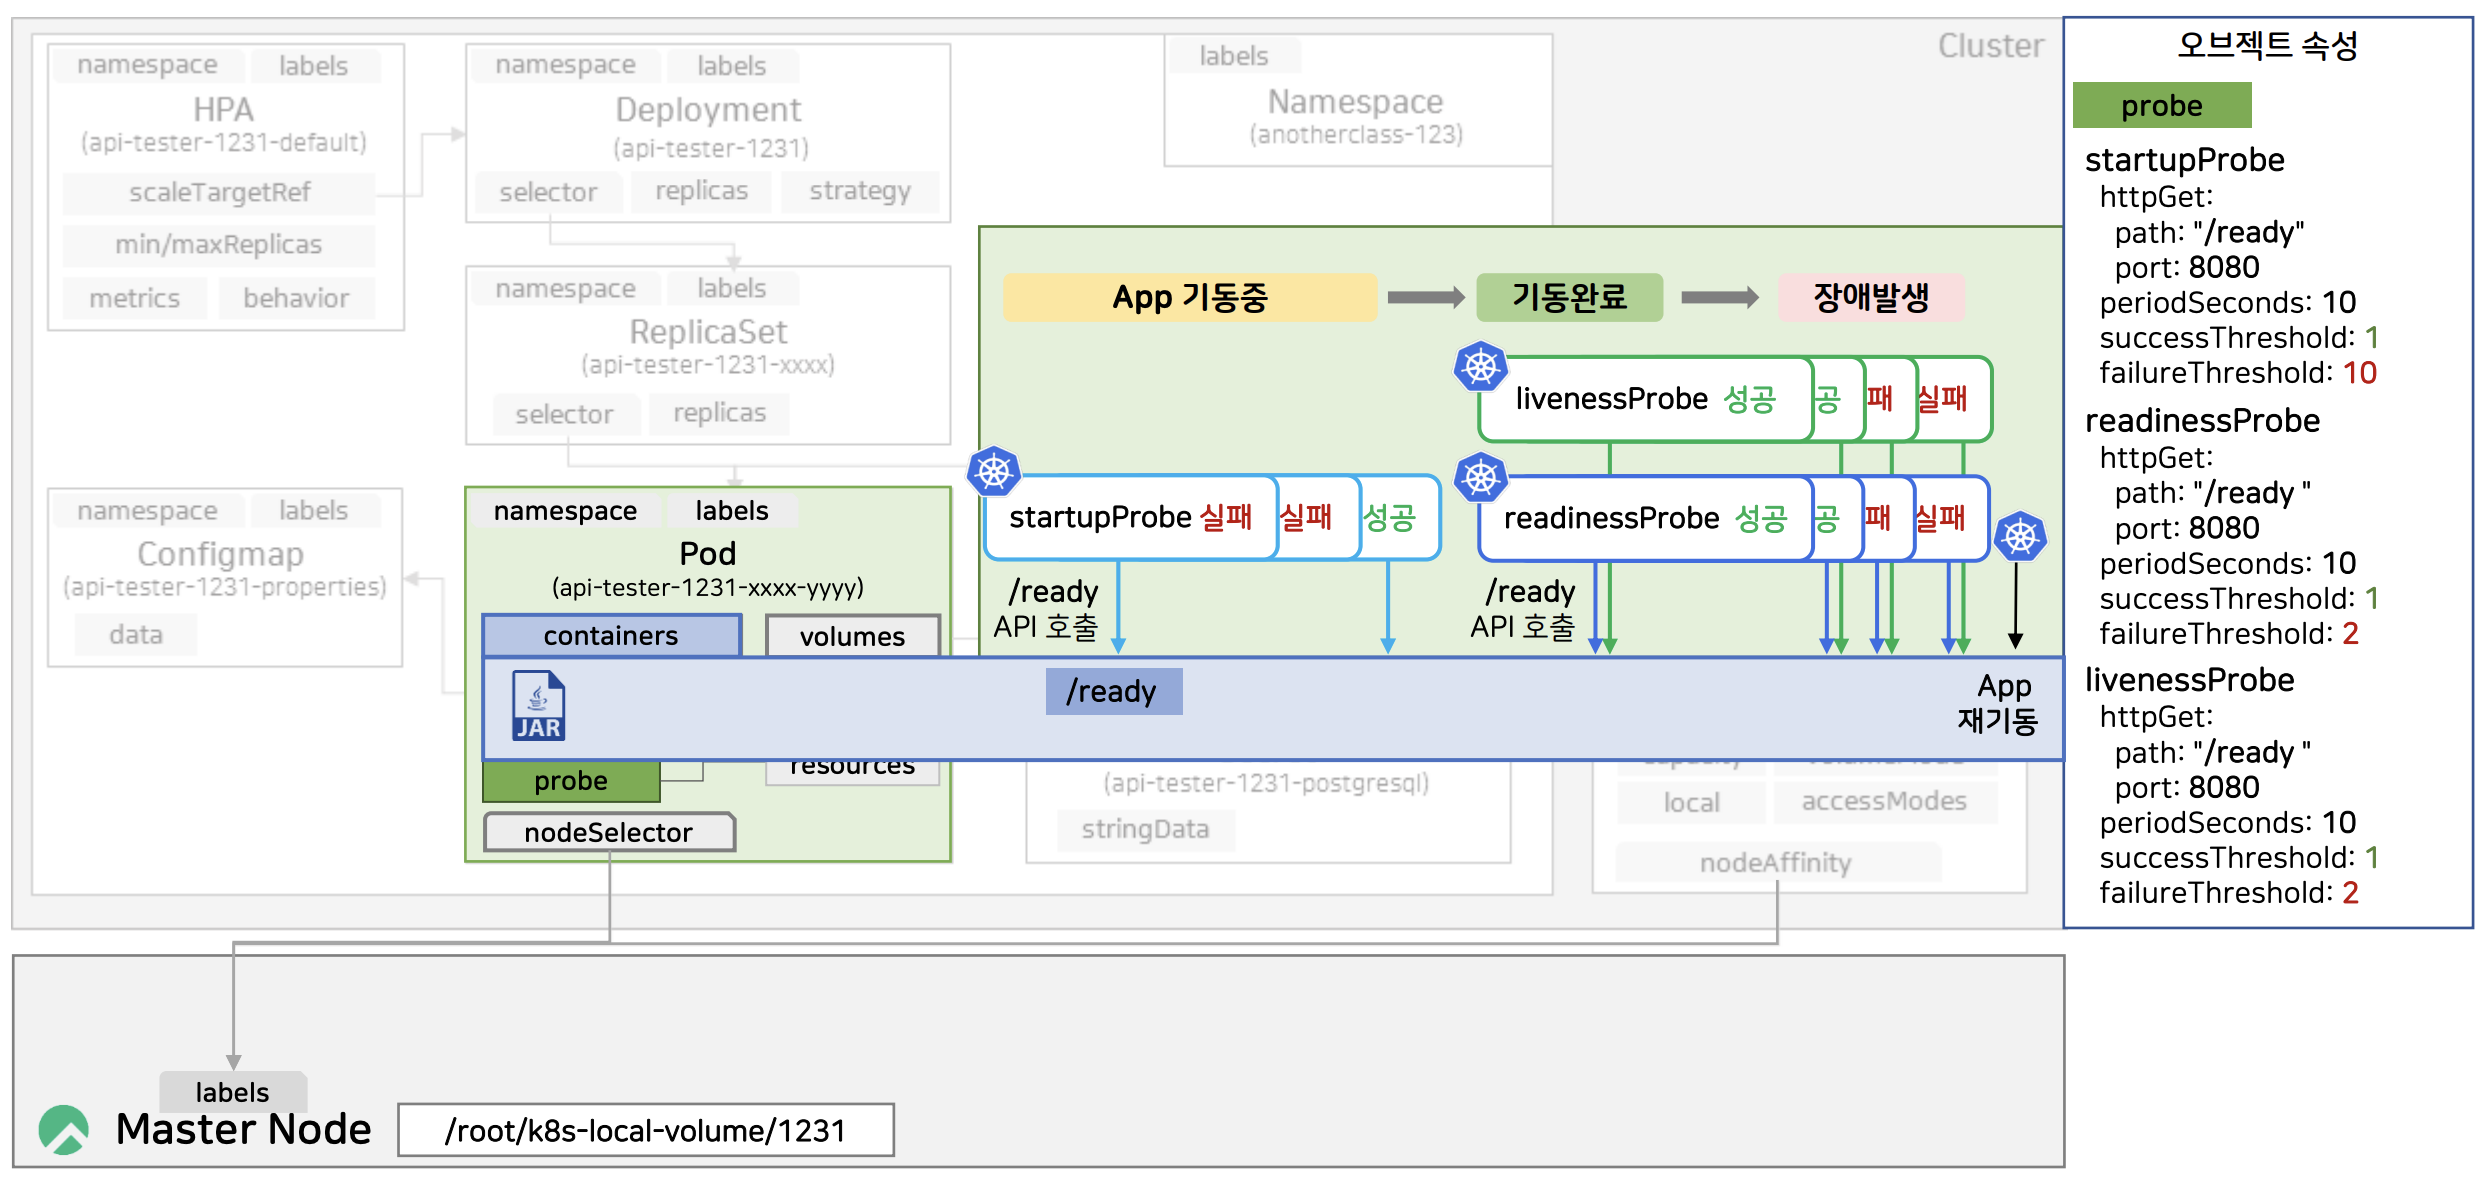 namespace
labels
HPA
(api-tester-1231-default)
scaleTargetRef
min/maxReplicas
metrics
behavior
namespace
labels
Deployment
(api-tester-1231)
selector
replicas
strategy
labels
Namespace
(anotherclass-123)
Cluster
namespace
labels
ReplicaSet
(api-tester-1231-xxxx)
selector
replicas
App 기동중
기동완료
장애발생
livenessProbe 성공
공
패
실패
startupProbe 실패
실패
성공
readinessProbe 성공
공
패
실패
/ready
API 호출
/ready
API 호출
namespace
labels
Configmap
(api-tester-1231-properties)
data
namespace
labels
Pod
(api-tester-1231-xxxx-yyyy)
containers
volumes
JAR
/ready
App
재기동
probe
resources
nodeSelector
(api-tester-1231-postgresql)
stringData
capacity
volumeMode
local
accessModes
nodeAffinity
labels
Master Node
/root/k8s-local-volume/1231
오브젝트 속성
probe
startupProbe
httpGet:
path: "/ready"
port: 8080
periodSeconds: 10
successThreshold: 1
failureThreshold: 10
readinessProbe
httpGet:
path: "/ready "
port: 8080
periodSeconds: 10
successThreshold: 1
failureThreshold: 2
livenessProbe
httpGet:
path: "/ready "
port: 8080
periodSeconds: 10
successThreshold: 1
failureThreshold: 2